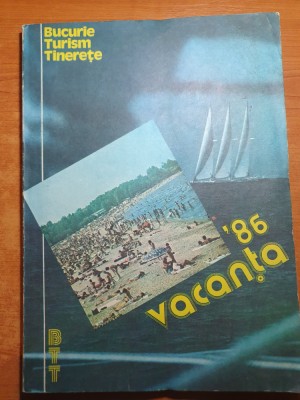 Bucurie
Turism
Tinerețe
'86
vacanța
BTT